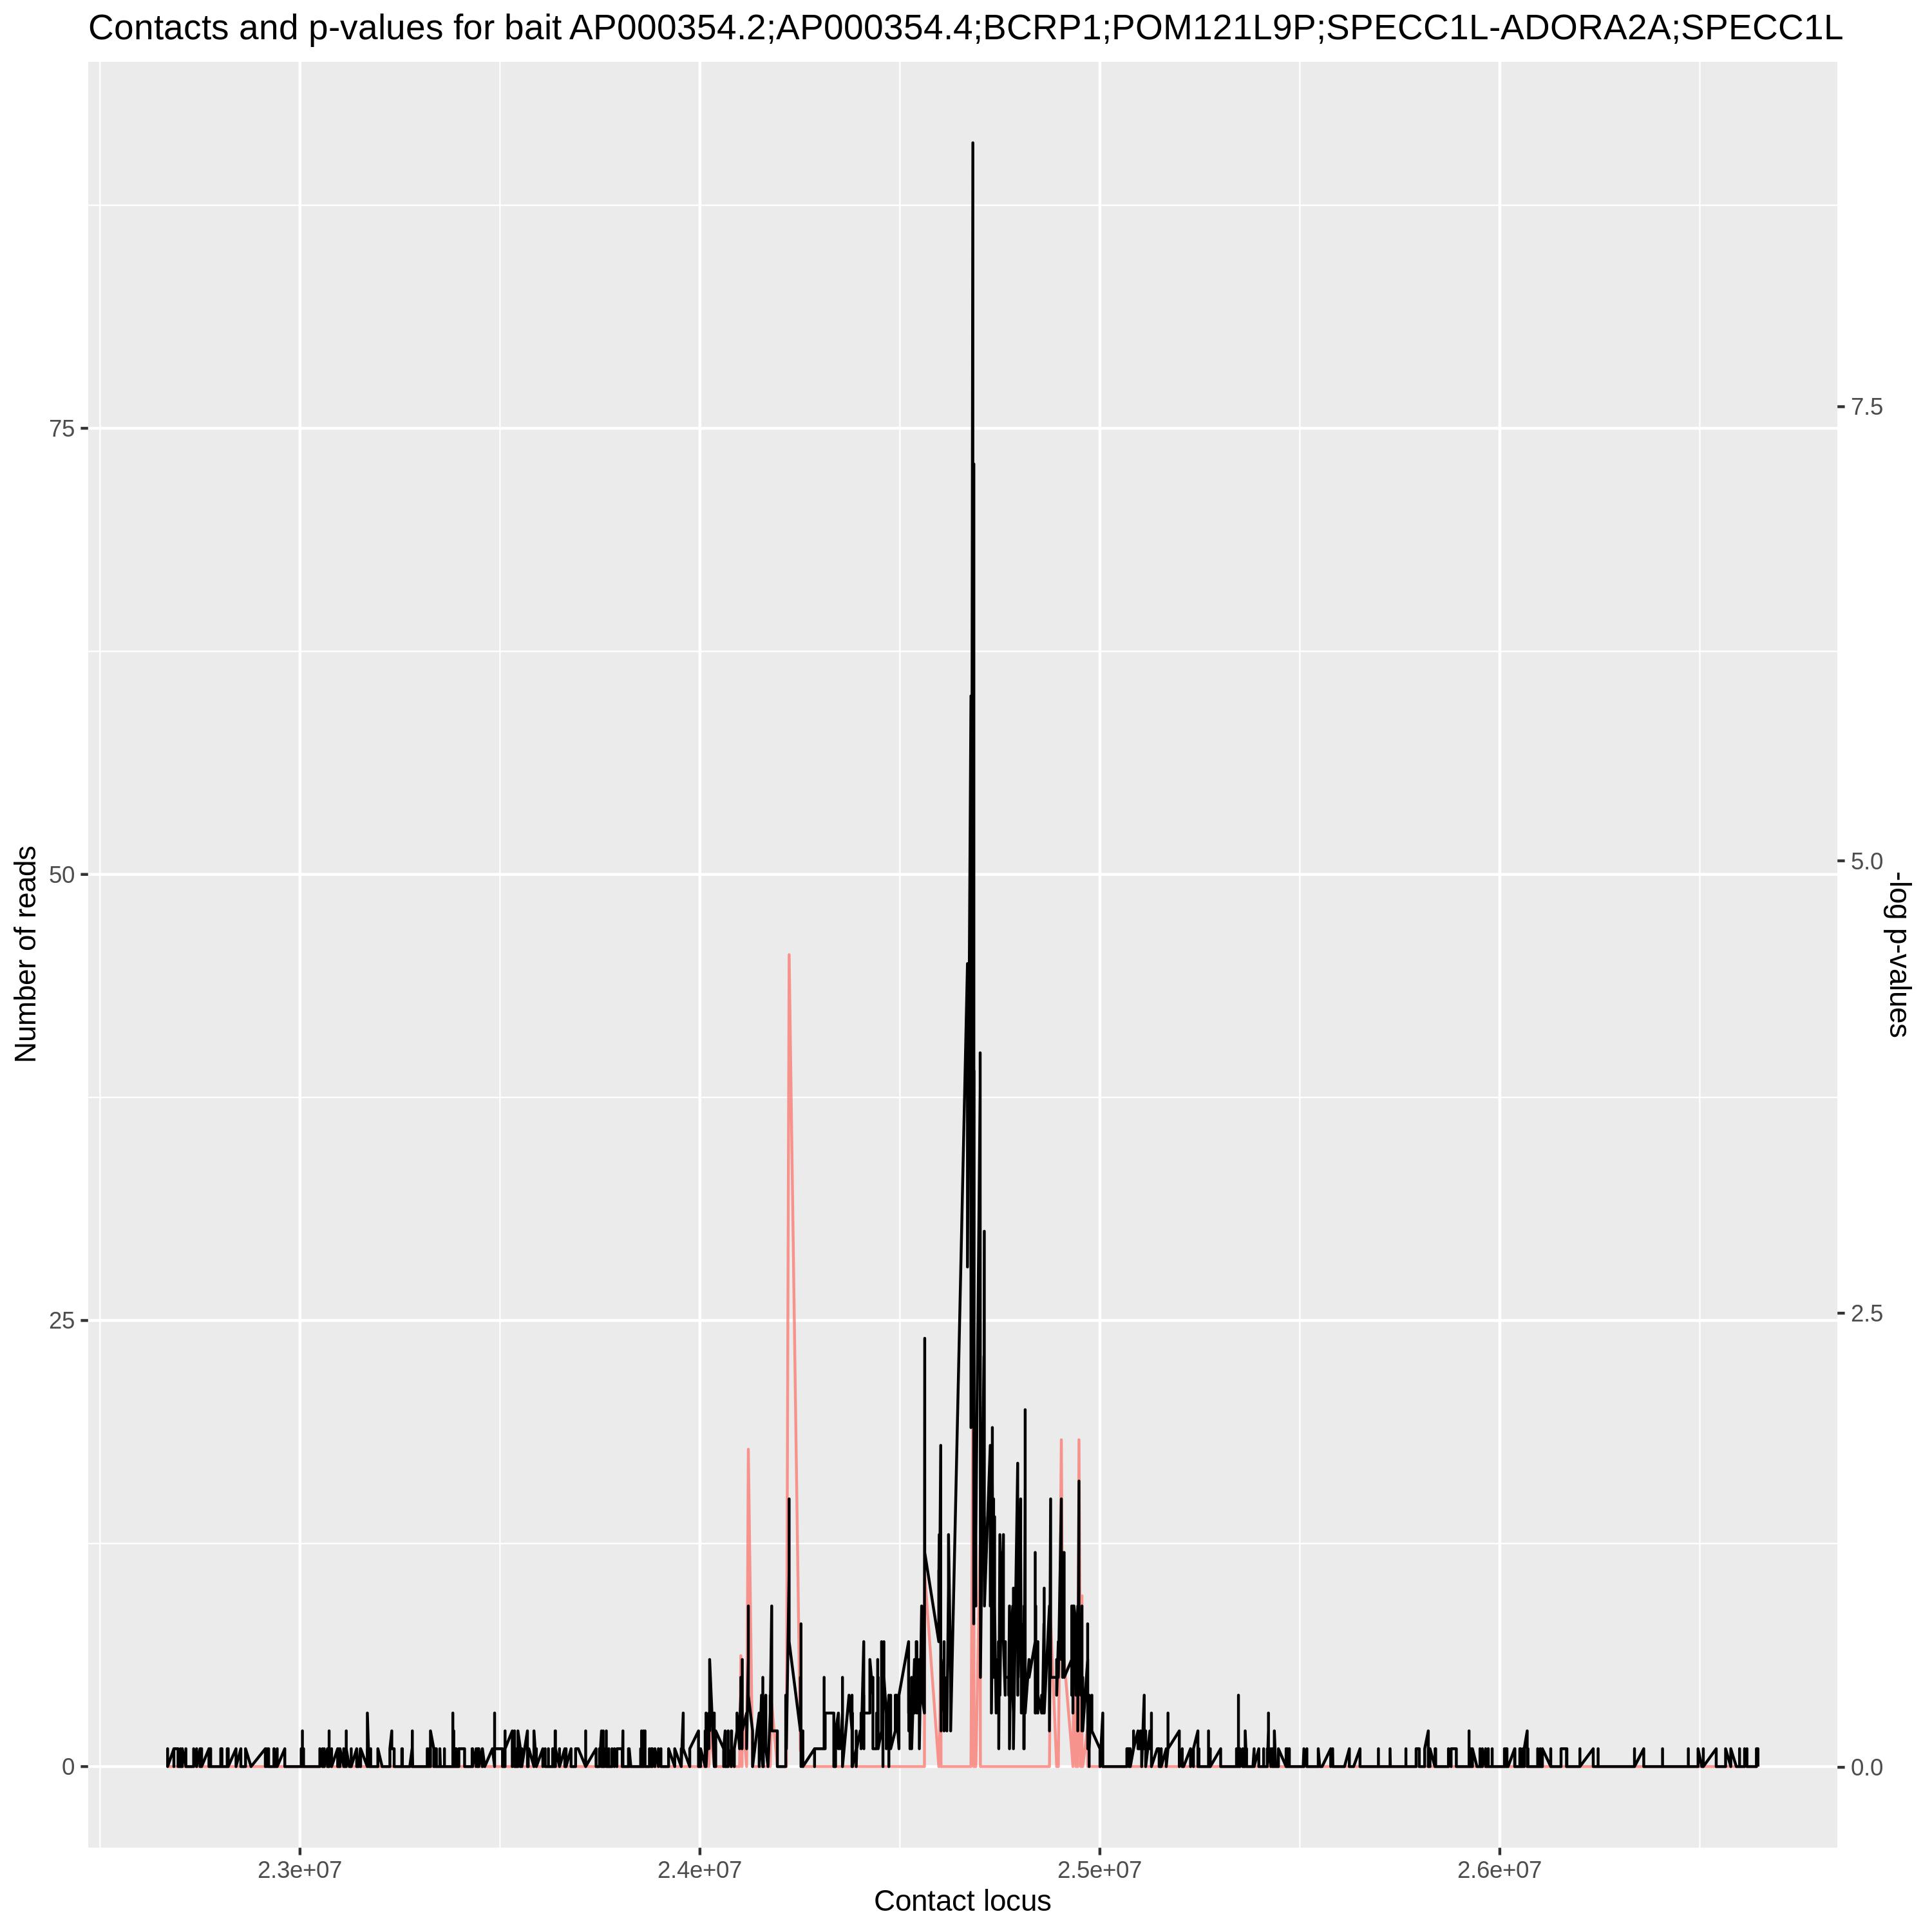 Contacts and p-values for bait AP000354.2;AP000354.4;BCRP1;POM121L9P;SPECC1L-ADORA2A;SPECC1L
Number of reads
75
50
25
0
7.5
5.0
2.5
0.0
-log p-values
2.3e+07
2.4e+07
2.5e+07
2.6e+07
Contact locus